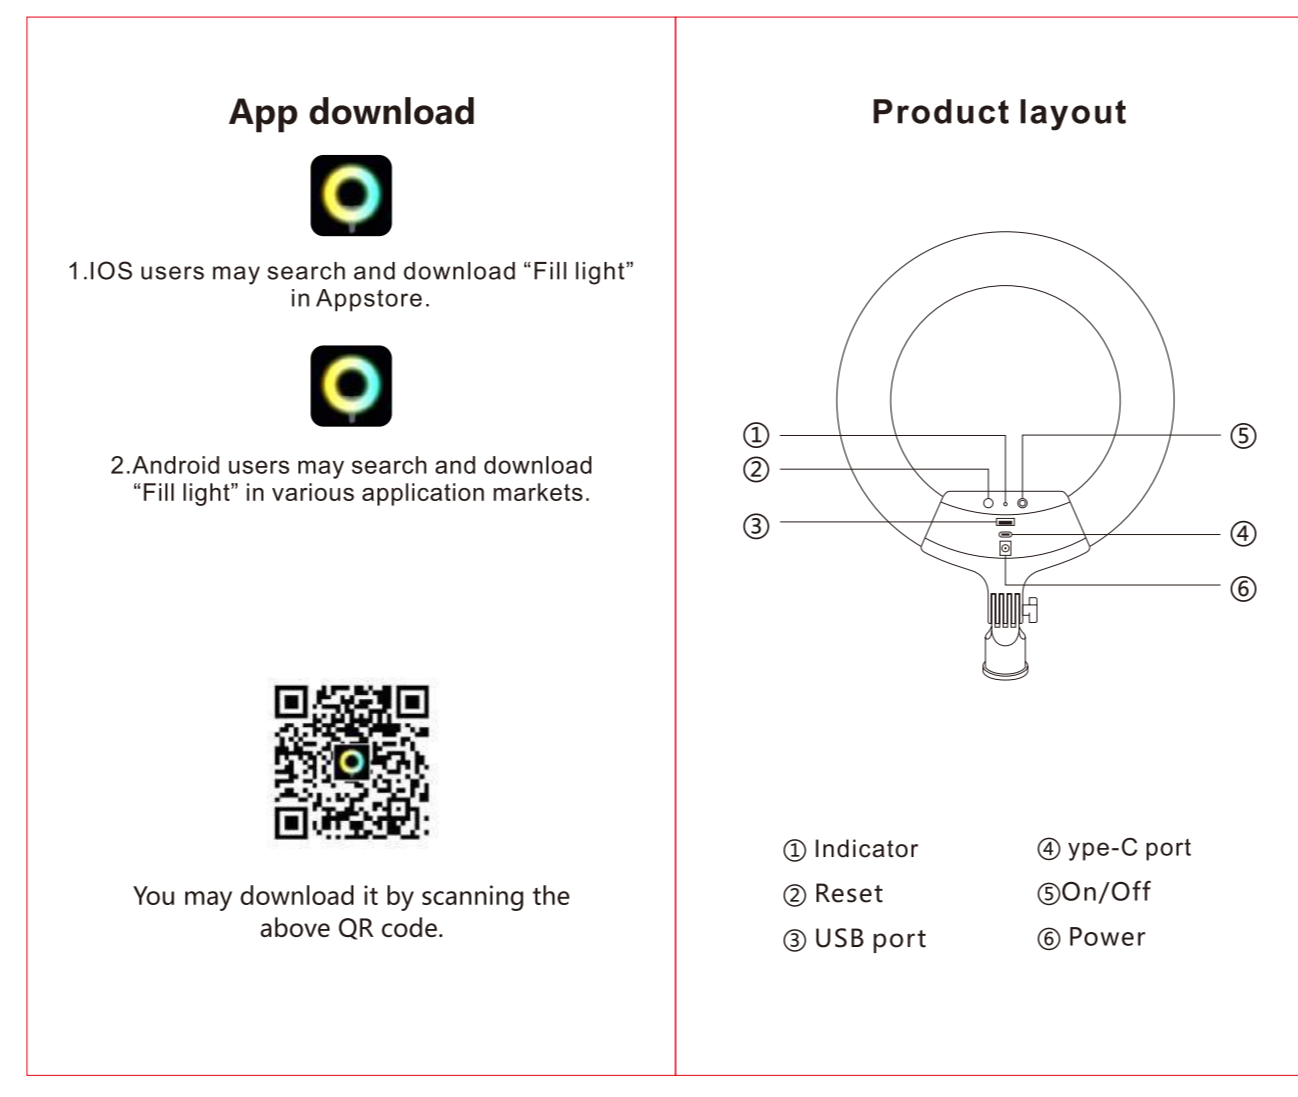 App download
1.IOS users may search and download “Fill light”
in Appstore.
2.Android users may search and download
“Fill light” in various application markets.
You may download it by scanning the
above QR code.
Product layout
①
②
③
⑤
④
⑥
① Indicator
② Reset
③ USB port
④ ype-C port
⑤On/Off
⑥ Power